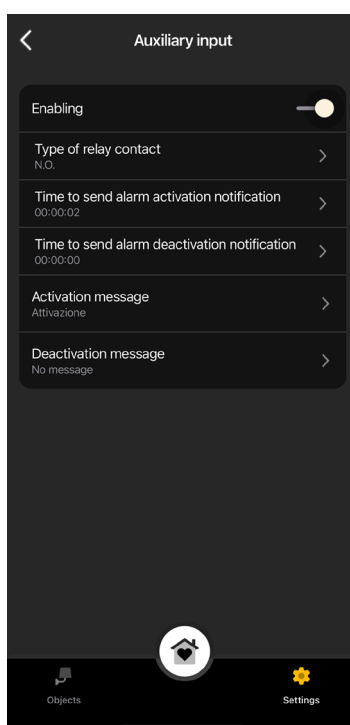 Auxiliary input
Enabling
Type of relay contact
N.O.
Time to send alarm activation notification
00:00:02
Time to send alarm deactivation notification
00:00:00
Activation message
Attivazione
Deactivation message
No message
Objects
Settings